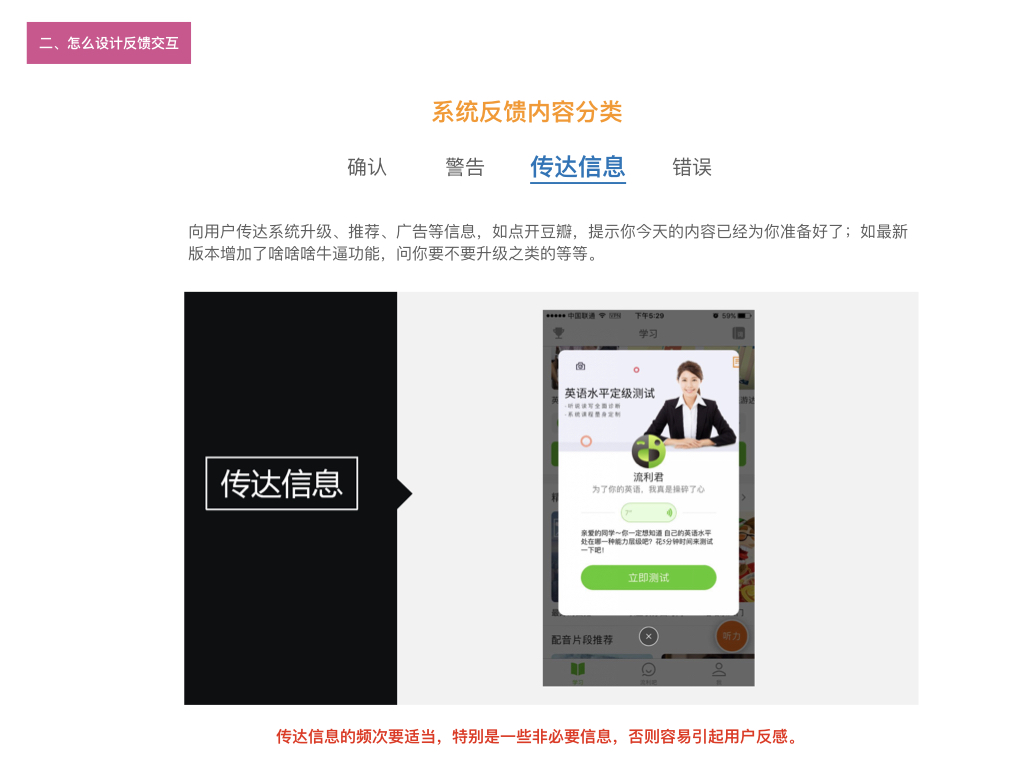 二、怎么设计反馈交互
系统反馈内容分类
确认 警告 传达信息 错误
向用户传达系统升级、推荐、广告等信息，如点开豆瓣，提示你今天的内容已经为你准备好了；如最新
版本增加了啥啥啥牛逼功能，问你要不要升级之类的等等。
传达信息
中国联通 下午5:29 59%
学习
英语水平定级测试
·听说读写全面诊断
·系统课程量身定制
流利君
为了你的英语，我真是操碎了心
7"
亲爱的同学～你一定想知道 自己的英语水平
处在哪一种能力层级吧？花5分钟时间来测试
一下吧！
立即测试
配音片段推荐
听力
学习 流利吧 我
传达信息的频次要适当，特别是一些非必要信息，否则容易引起用户反感。